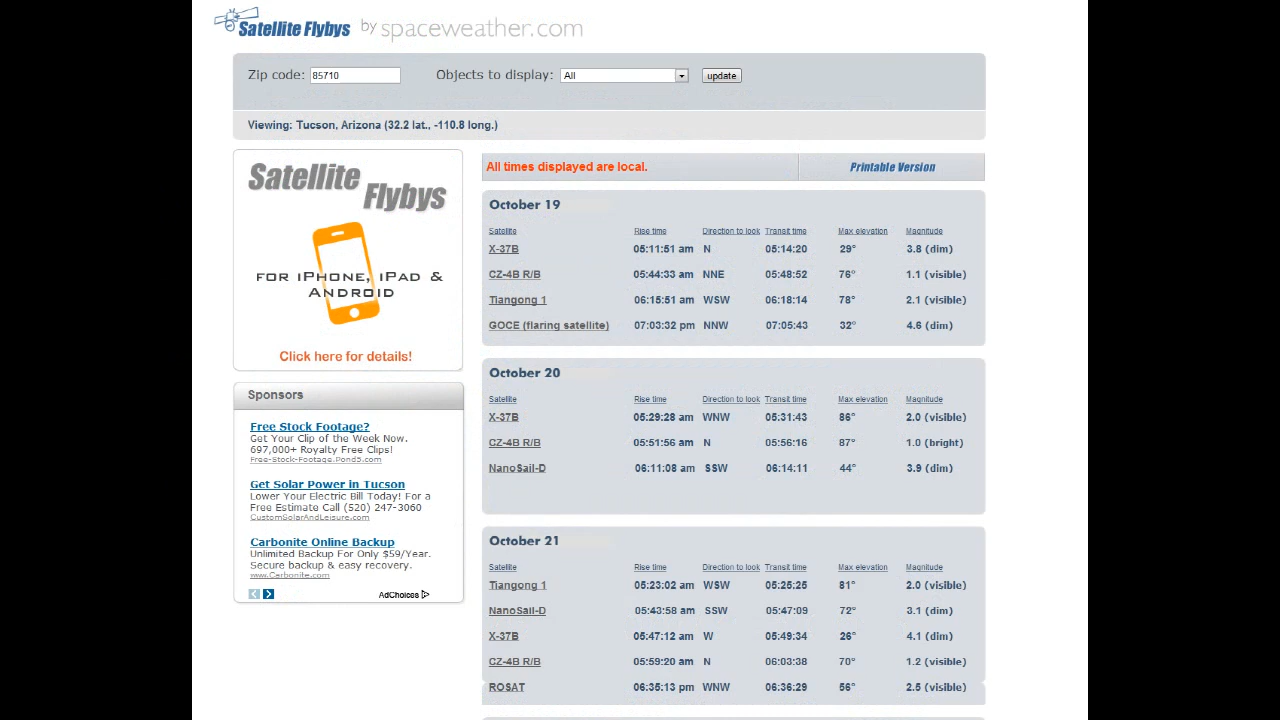 Satellite Flybys by spaceweather.com
Zip code: 85710 Objects to display: All update
Viewing: Tucson, Arizona (32.2 lat., -110.8 long.)
Satellite
Flybys
FOR iPHONE, iPAD &
ANDROID
Click here for details!
Sponsors
Free Stock Footage?
Get Your Clip of the Week Now.
697,000+ Royalty Free Clips!
Free-Stock-Footage.Pond5.com
Get Solar Power in Tucson
Lower Your Electric Bill Today! For a
Free Estimate Call (520) 247-3060
CustomSolarAndLeisure.com
Carbonite Online Backup
Unlimited Backup For Only $59/Year.
Secure backup & easy recovery.
www.Carbonite.com
AdChoices
All times displayed are local. Printable Version
October 19
Satellite Rise time Direction to look Transit time Max elevation Magnitude
X-37B 05:11:51 am N 05:14:20 29° 3.8 (dim)
CZ-4B R/B 05:44:33 am NNE 05:48:52 76° 1.1 (visible)
Tiangong 1 06:15:51 am WSW 06:18:14 78° 2.1 (visible)
GOCE (flaring satellite) 07:03:32 pm NNW 07:05:43 32° 4.6 (dim)
October 20
Satellite Rise time Direction to look Transit time Max elevation Magnitude
X-37B 05:29:28 am WNW 05:31:43 86° 2.0 (visible)
CZ-4B R/B 05:51:56 am N 05:56:16 87° 1.0 (bright)
NanoSail-D 06:11:08 am SSW 06:14:11 44° 3.9 (dim)
October 21
Satellite Rise time Direction to look Transit time Max elevation Magnitude
Tiangong 1 05:23:02 am WSW 05:25:25 81° 2.0 (visible)
NanoSail-D 05:43:58 am SSW 05:47:09 72° 3.1 (dim)
X-37B 05:47:12 am W 05:49:34 26° 4.1 (dim)
CZ-4B R/B 05:59:20 am N 06:03:38 70° 1.2 (visible)
ROSAT 06:35:13 pm WNW 06:36:29 56° 2.5 (visible)